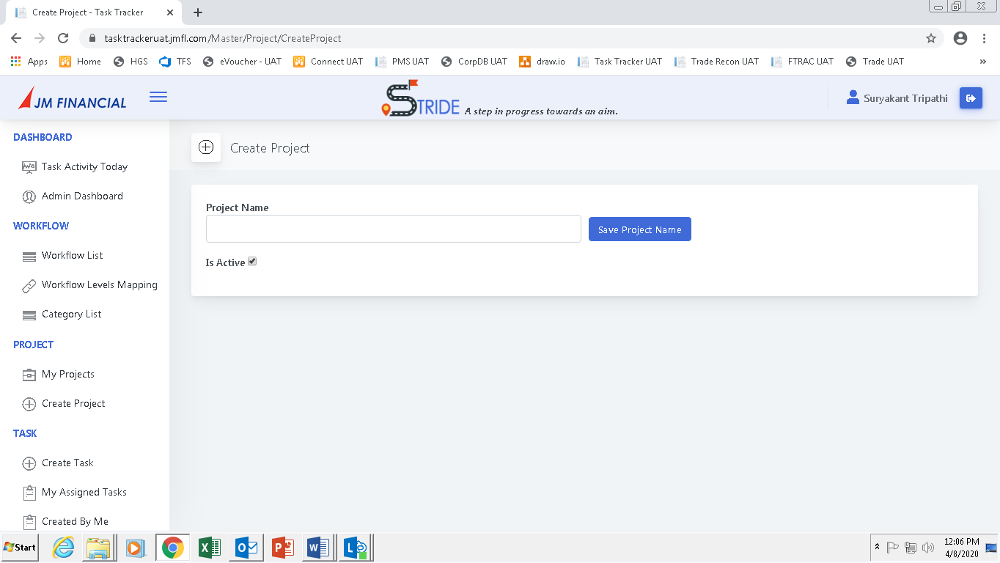 Create Project - Task Tracker
tasktrackeruat.jmfl.com/Master/Project/CreateProject
Apps Home HGS TFS eVoucher - UAT Connect UAT PMS UAT CorpDB UAT draw.io Task Tracker UAT Trade Recon UAT FTRAC UAT Trade UAT »
JM FINANCIAL
STRIDE A step in progress towards an aim.
Suryakant Tripathi
DASHBOARD
Task Activity Today
Admin Dashboard
WORKFLOW
Workflow List
Workflow Levels Mapping
Category List
PROJECT
My Projects
Create Project
TASK
Create Task
My Assigned Tasks
Created By Me
Create Project
Project Name
Save Project Name
Is Active
Start
12:06 PM
4/8/2020